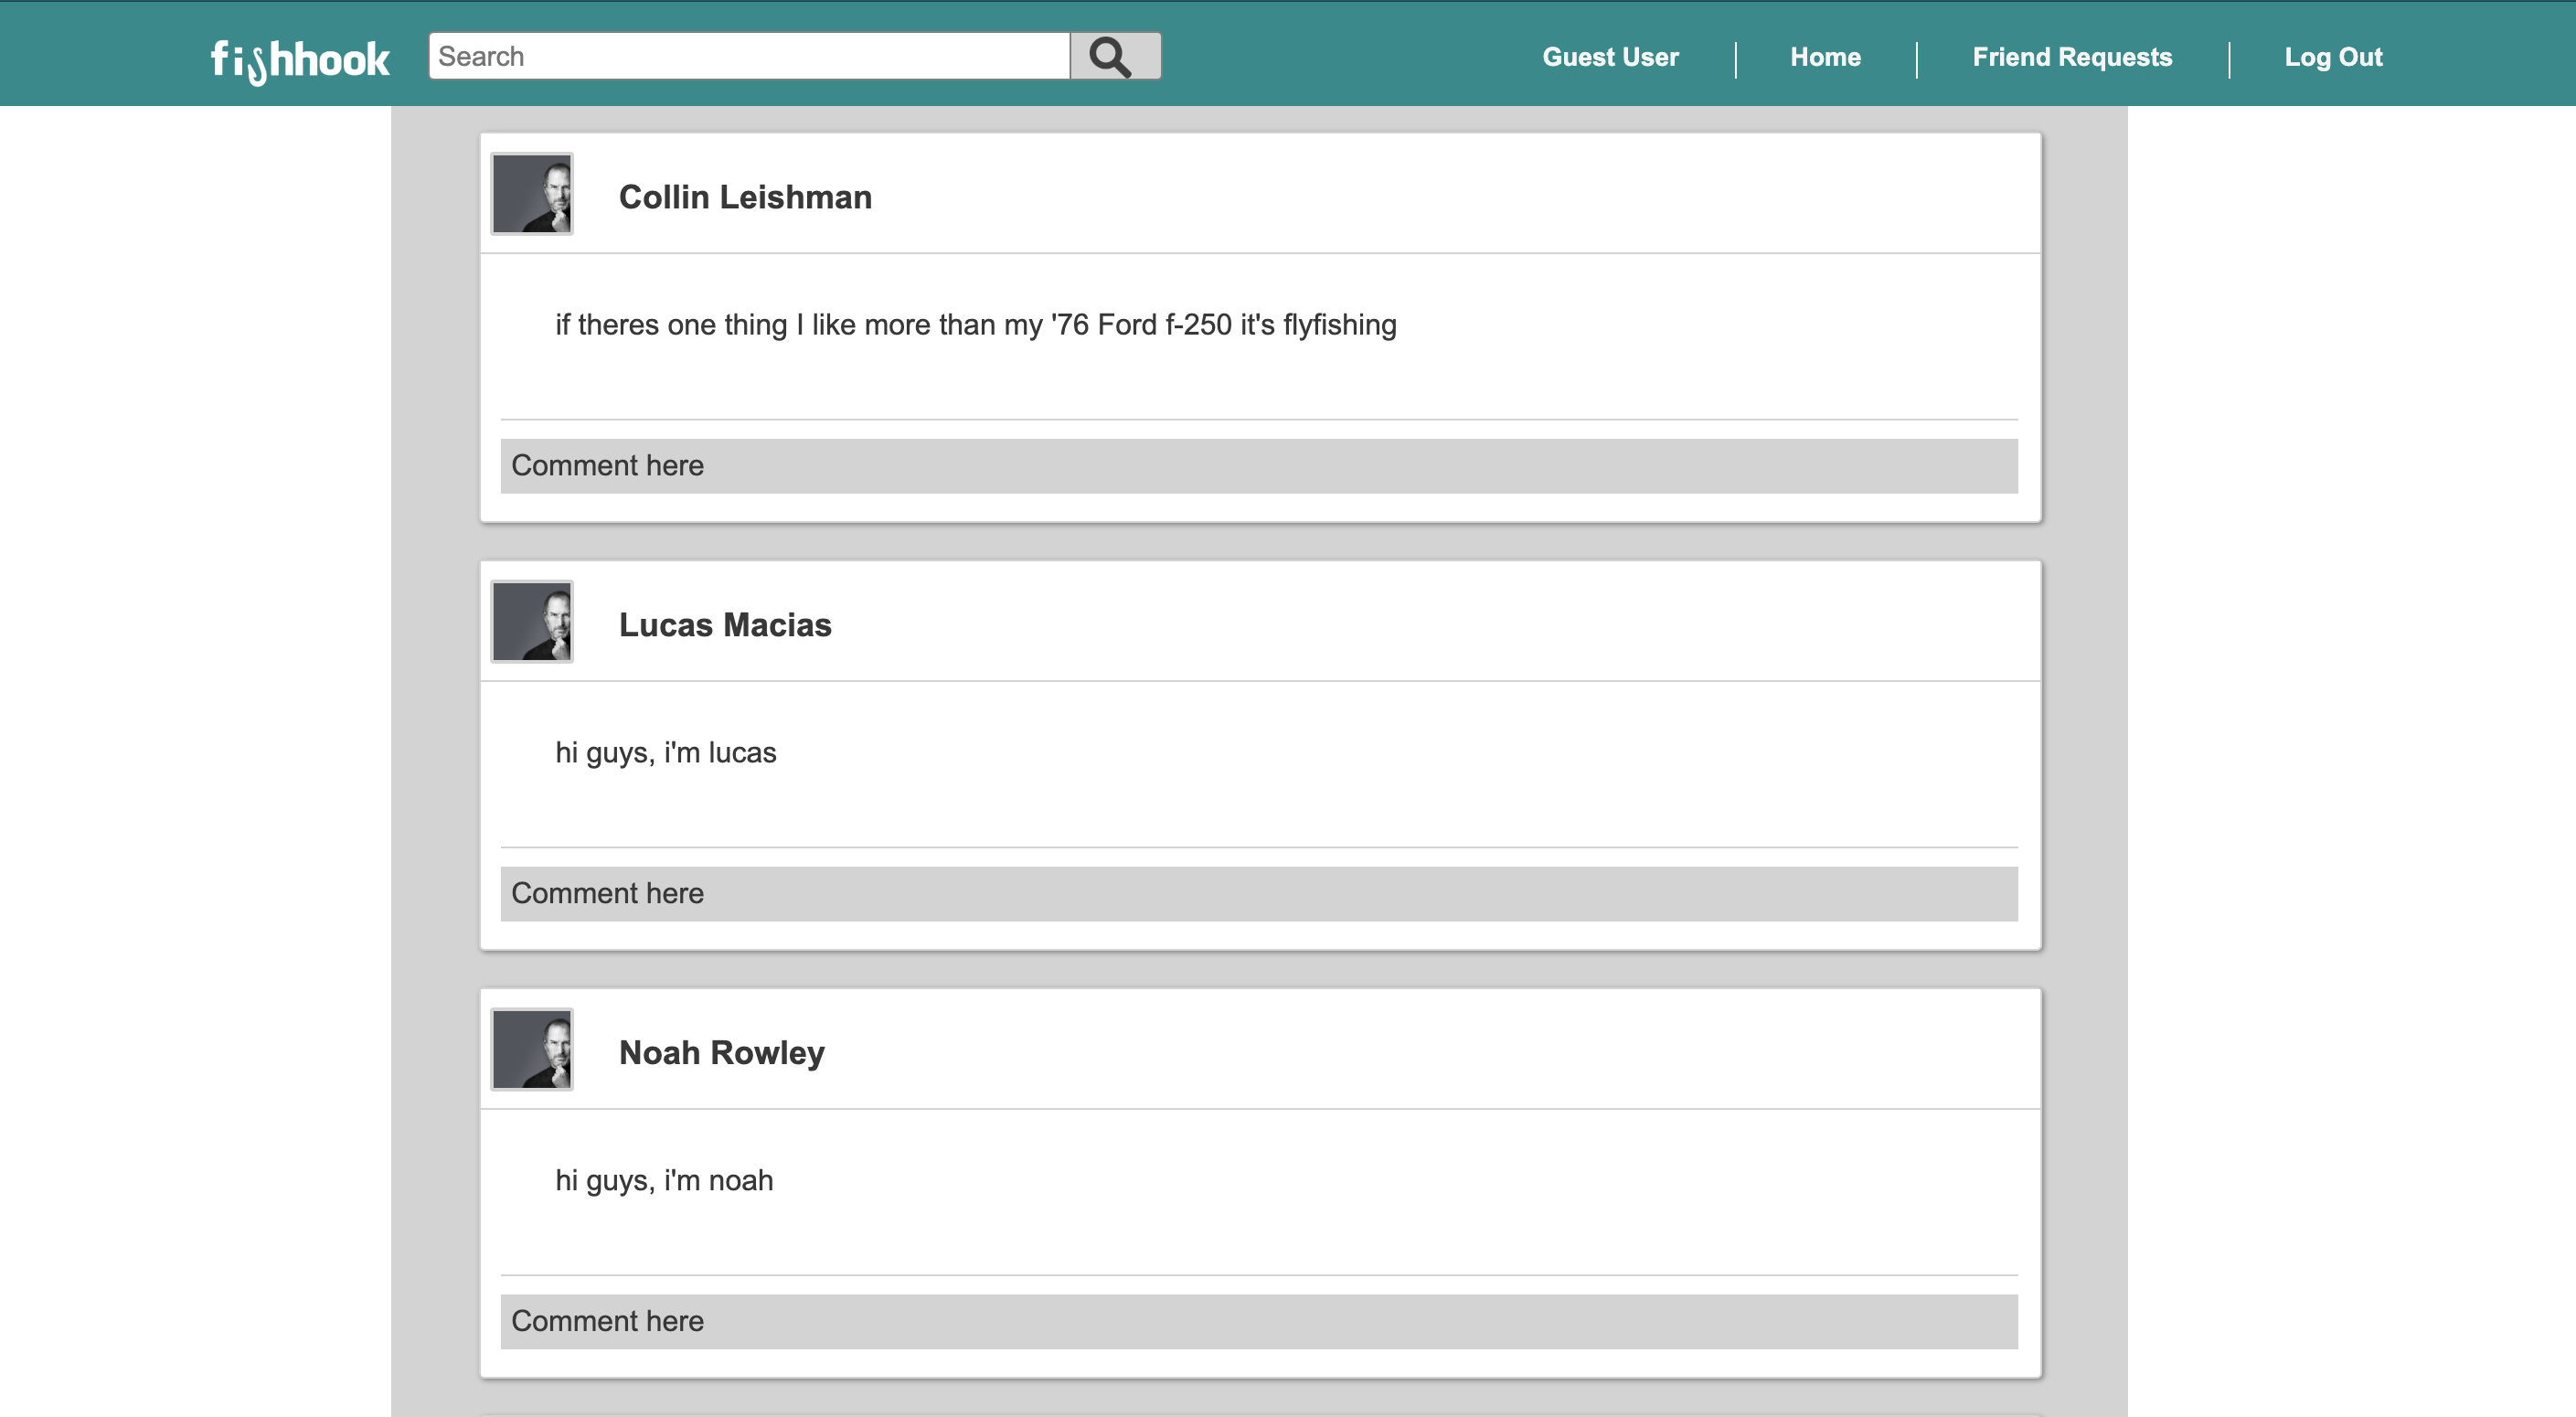 fishhook
Search
Guest User
Home
Friend Requests
Log Out
Collin Leishman
if theres one thing I like more than my '76 Ford f-250 it's flyfishing
Comment here
Lucas Macias
hi guys, i'm lucas
Comment here
Noah Rowley
hi guys, i'm noah
Comment here